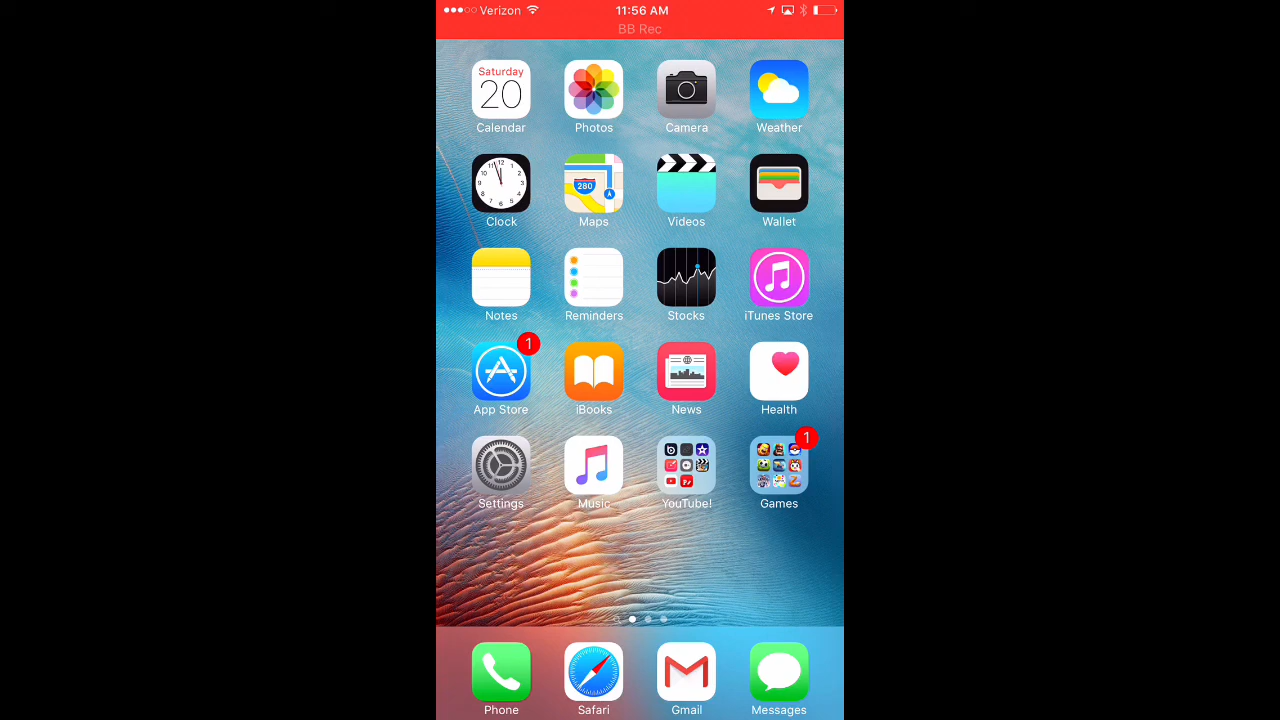 Verizon 11:56 AM
BB Rec
Saturday
20
Calendar Photos Camera Weather
280
Clock Maps Videos Wallet
Notes Reminders Stocks iTunes Store
1
App Store iBooks News Health
1
Settings Music YouTube! Games
Phone Safari Gmail Messages